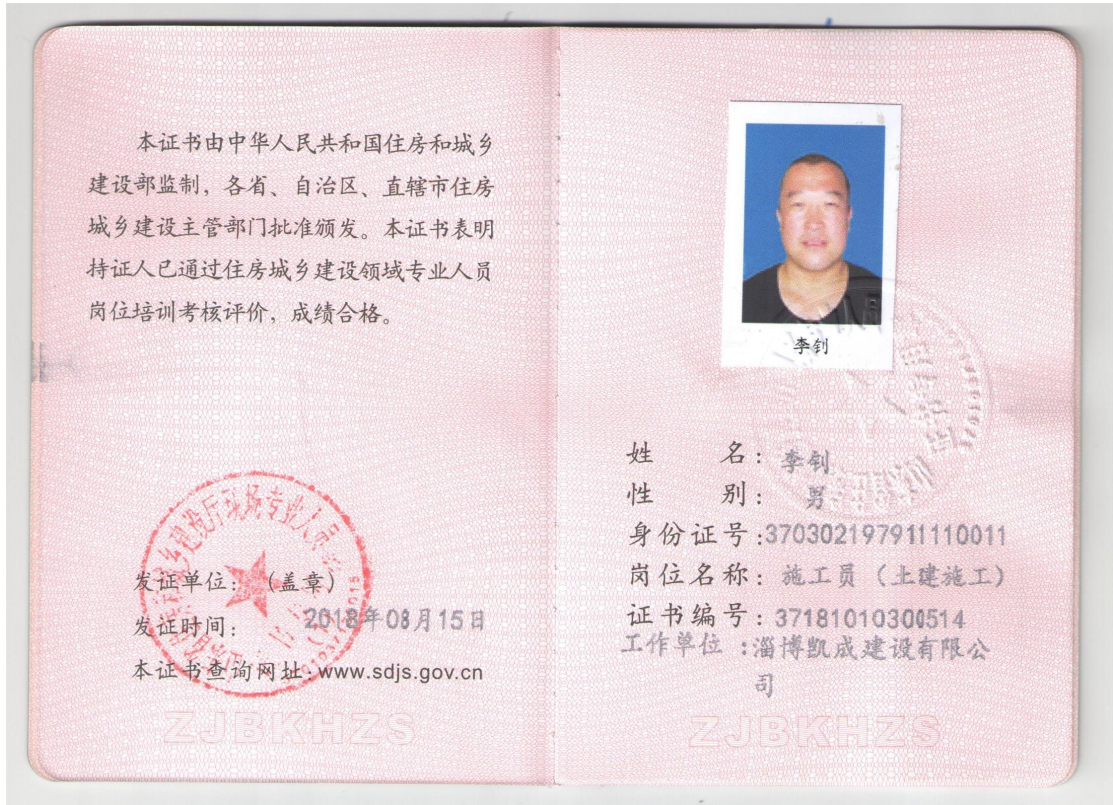 本证书由中华人民共和国住房和城乡
建设部监制，各省、自治区、直辖市住房
城乡建设主管部门批准颁发。本证书表明
持证人已通过住房城乡建设领域专业人员
岗位培训考核评价，成绩合格。
发证单位：（盖章）
发证时间：2018年08月15日
本证书查询网址：www.sdjs.gov.cn
ZJBKHZS
李钊
姓名：李钊
性别：男
身份证号：370302197911110011
岗位名称：施工员（土建施工）
证书编号：37181010300514
工作单位：淄博凯成建设有限公
司
ZJBKHZS